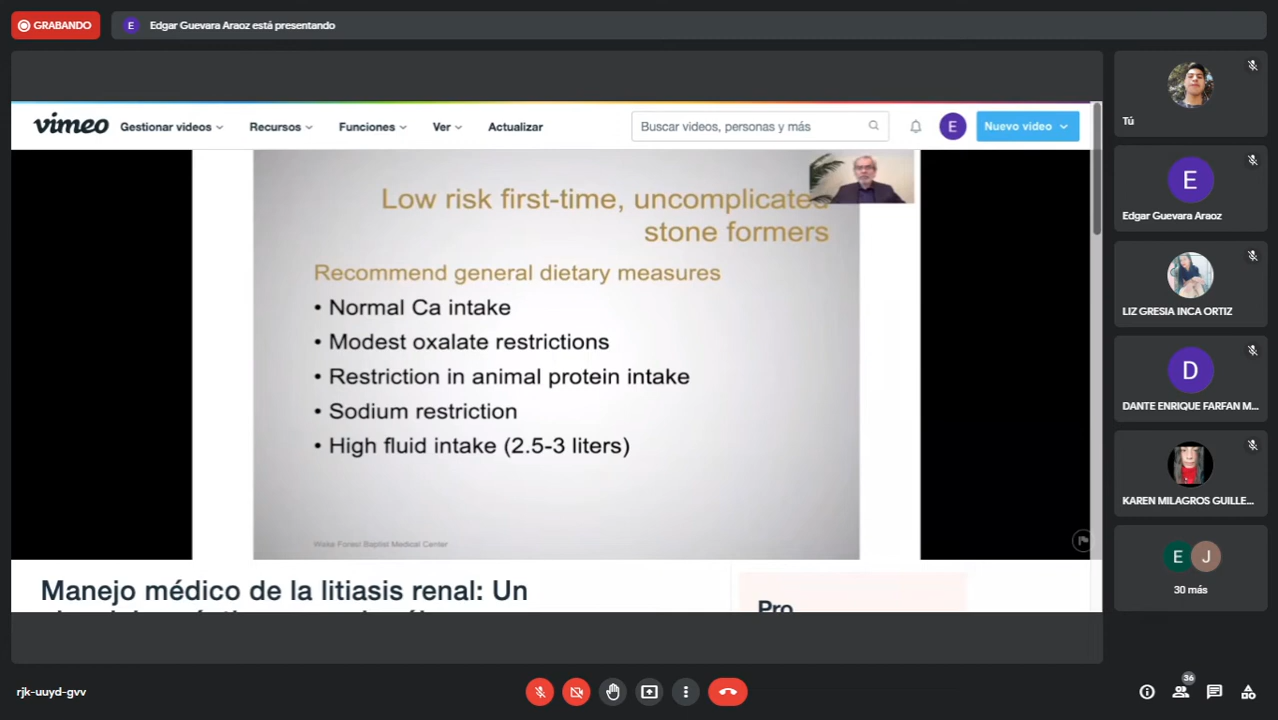 GRABANDO
E
Edgar Guevara Araoz está presentando
vimeo Gestionar videos Recursos Funciones Ver Actualizar
Buscar videos, personas y más
E
Nuevo video
Low risk first-time, uncomplicated
stone formers
Recommend general dietary measures
• Normal Ca intake
• Modest oxalate restrictions
• Restriction in animal protein intake
• Sodium restriction
• High fluid intake (2.5-3 liters)
Wake Forest Baptist Medical Center
Manejo médico de la litiasis renal: Un
Pro
Tú
E
Edgar Guevara Araoz
LIZ GRESIA INCA ORTIZ
D
DANTE ENRIQUE FARFAN M...
KAREN MILAGROS GUILLE...
E J
30 más
rjk-uuyd-gvv
36